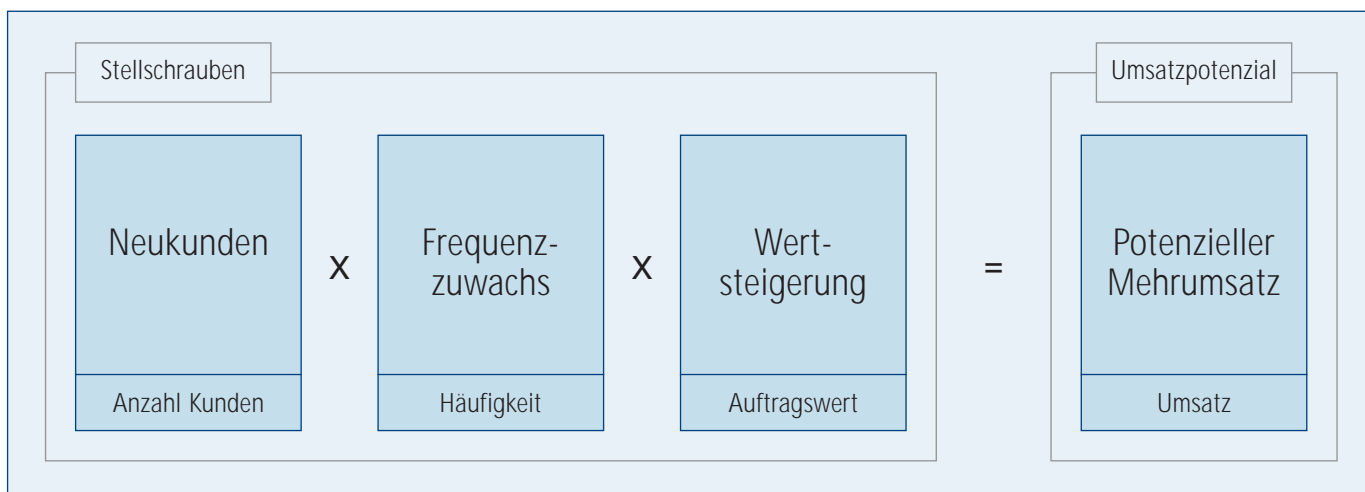 Stellschrauben
Umsatzpotenzial
Neukunden
Anzahl Kunden
X
Frequenz-
zuwachs
Häufigkeit
X
Wert-
steigerung
Auftragswert
=
Potenzieller
Mehrumsatz
Umsatz